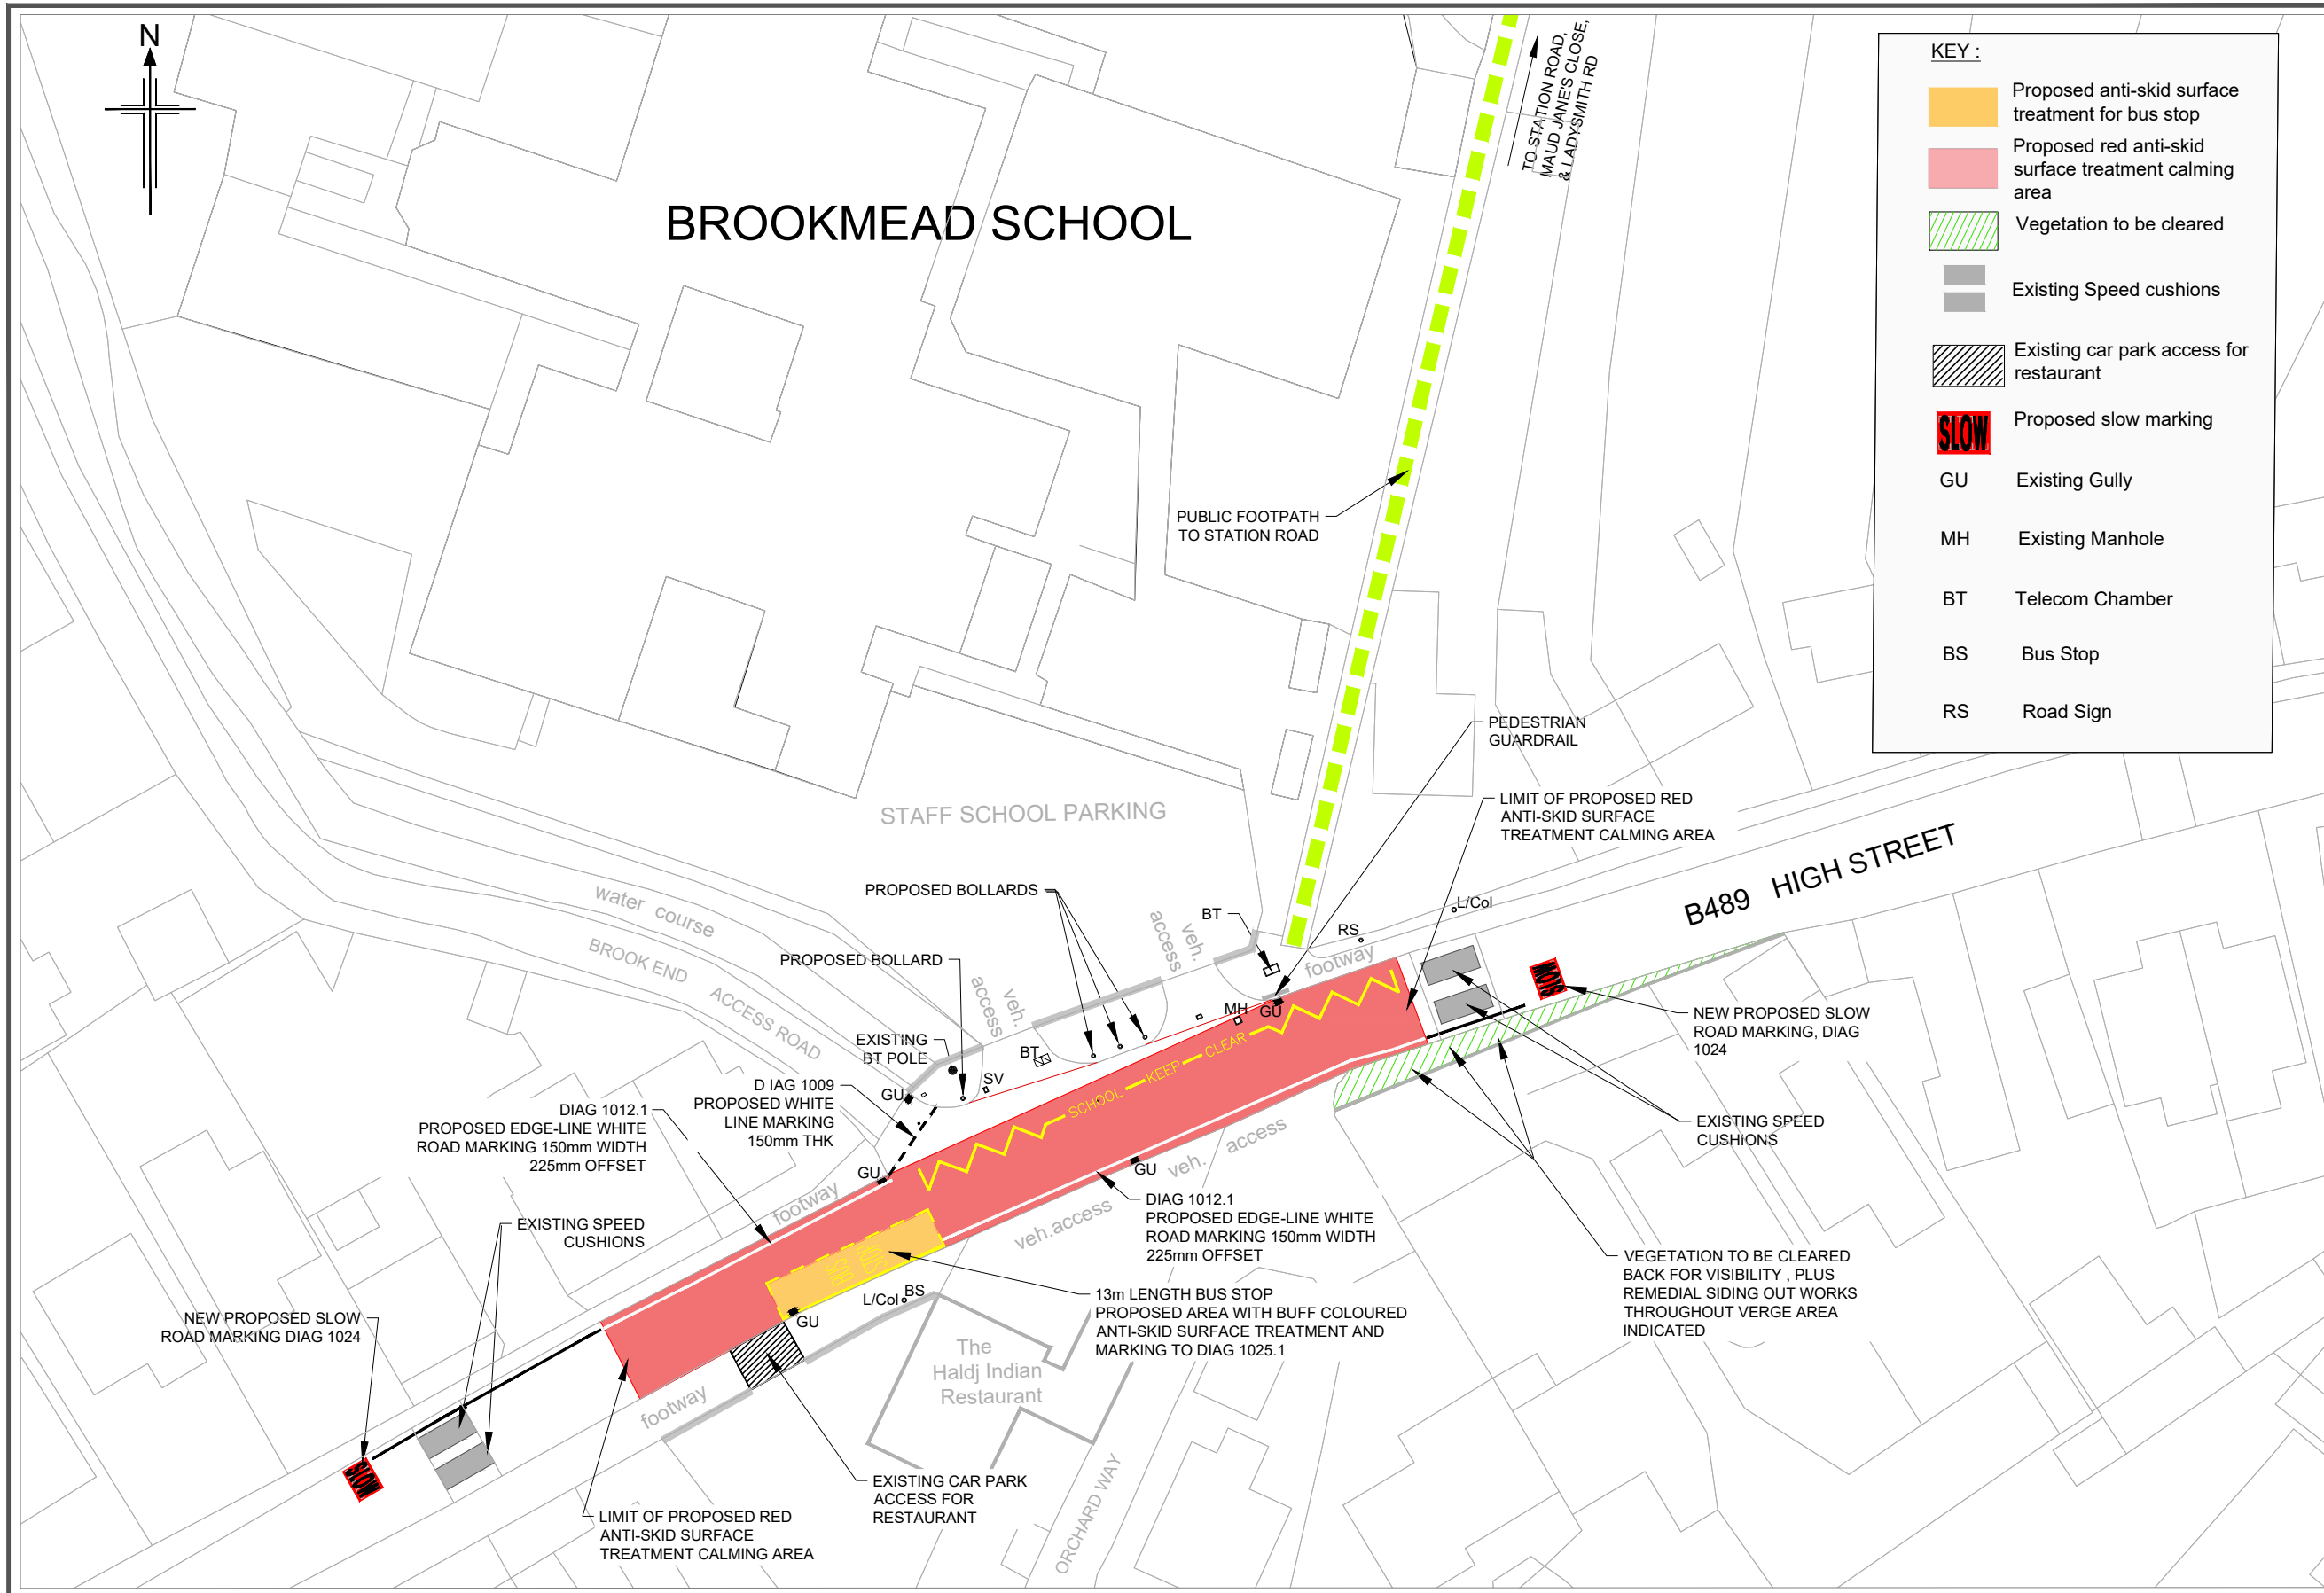 N
BROOKMEAD SCHOOL
TO STATION ROAD,
MAUD JANE'S CLOSE,
& LADYSMITH RD
KEY :
Proposed anti-skid surface
treatment for bus stop
Proposed red anti-skid
surface treatment calming
area
Vegetation to be cleared
Existing Speed cushions
Existing car park access for
restaurant
SLOW
Proposed slow marking
GU Existing Gully
MH Existing Manhole
BT Telecom Chamber
BS Bus Stop
RS Road Sign
PUBLIC FOOTPATH
TO STATION ROAD
PEDESTRIAN
GUARDRAIL
LIMIT OF PROPOSED RED
ANTI-SKID SURFACE
TREATMENT CALMING AREA
STAFF SCHOOL PARKING
B489 HIGH STREET
water course
BROOK END ACCESS ROAD
PROPOSED BOLLARDS
PROPOSED BOLLARD
veh.
access
veh.
access
BT
RS
L/Col
footway
SLOW
MH
GU
EXISTING
BT POLE
BT
SV
GU
NEW PROPOSED SLOW
ROAD MARKING, DIAG
1024
SCHOOL KEEP CLEAR
D IAG 1009
PROPOSED WHITE
LINE MARKING
150mm THK
DIAG 1012.1
PROPOSED EDGE-LINE WHITE
ROAD MARKING 150mm WIDTH
225mm OFFSET
EXISTING SPEED
CUSHIONS
GU
footway
GU
veh. access
veh.access
DIAG 1012.1
PROPOSED EDGE-LINE WHITE
ROAD MARKING 150mm WIDTH
225mm OFFSET
EXISTING SPEED
CUSHIONS
BUS
STOP
VEGETATION TO BE CLEARED
BACK FOR VISIBILITY , PLUS
REMEDIAL SIDING OUT WORKS
THROUGHOUT VERGE AREA
INDICATED
13m LENGTH BUS STOP
PROPOSED AREA WITH BUFF COLOURED
ANTI-SKID SURFACE TREATMENT AND
MARKING TO DIAG 1025.1
L/Col
BS
GU
NEW PROPOSED SLOW
ROAD MARKING DIAG 1024
The
Haldj Indian
Restaurant
footway
SLOW
EXISTING CAR PARK
ACCESS FOR
RESTAURANT
LIMIT OF PROPOSED RED
ANTI-SKID SURFACE
TREATMENT CALMING AREA
ORCHARD WAY